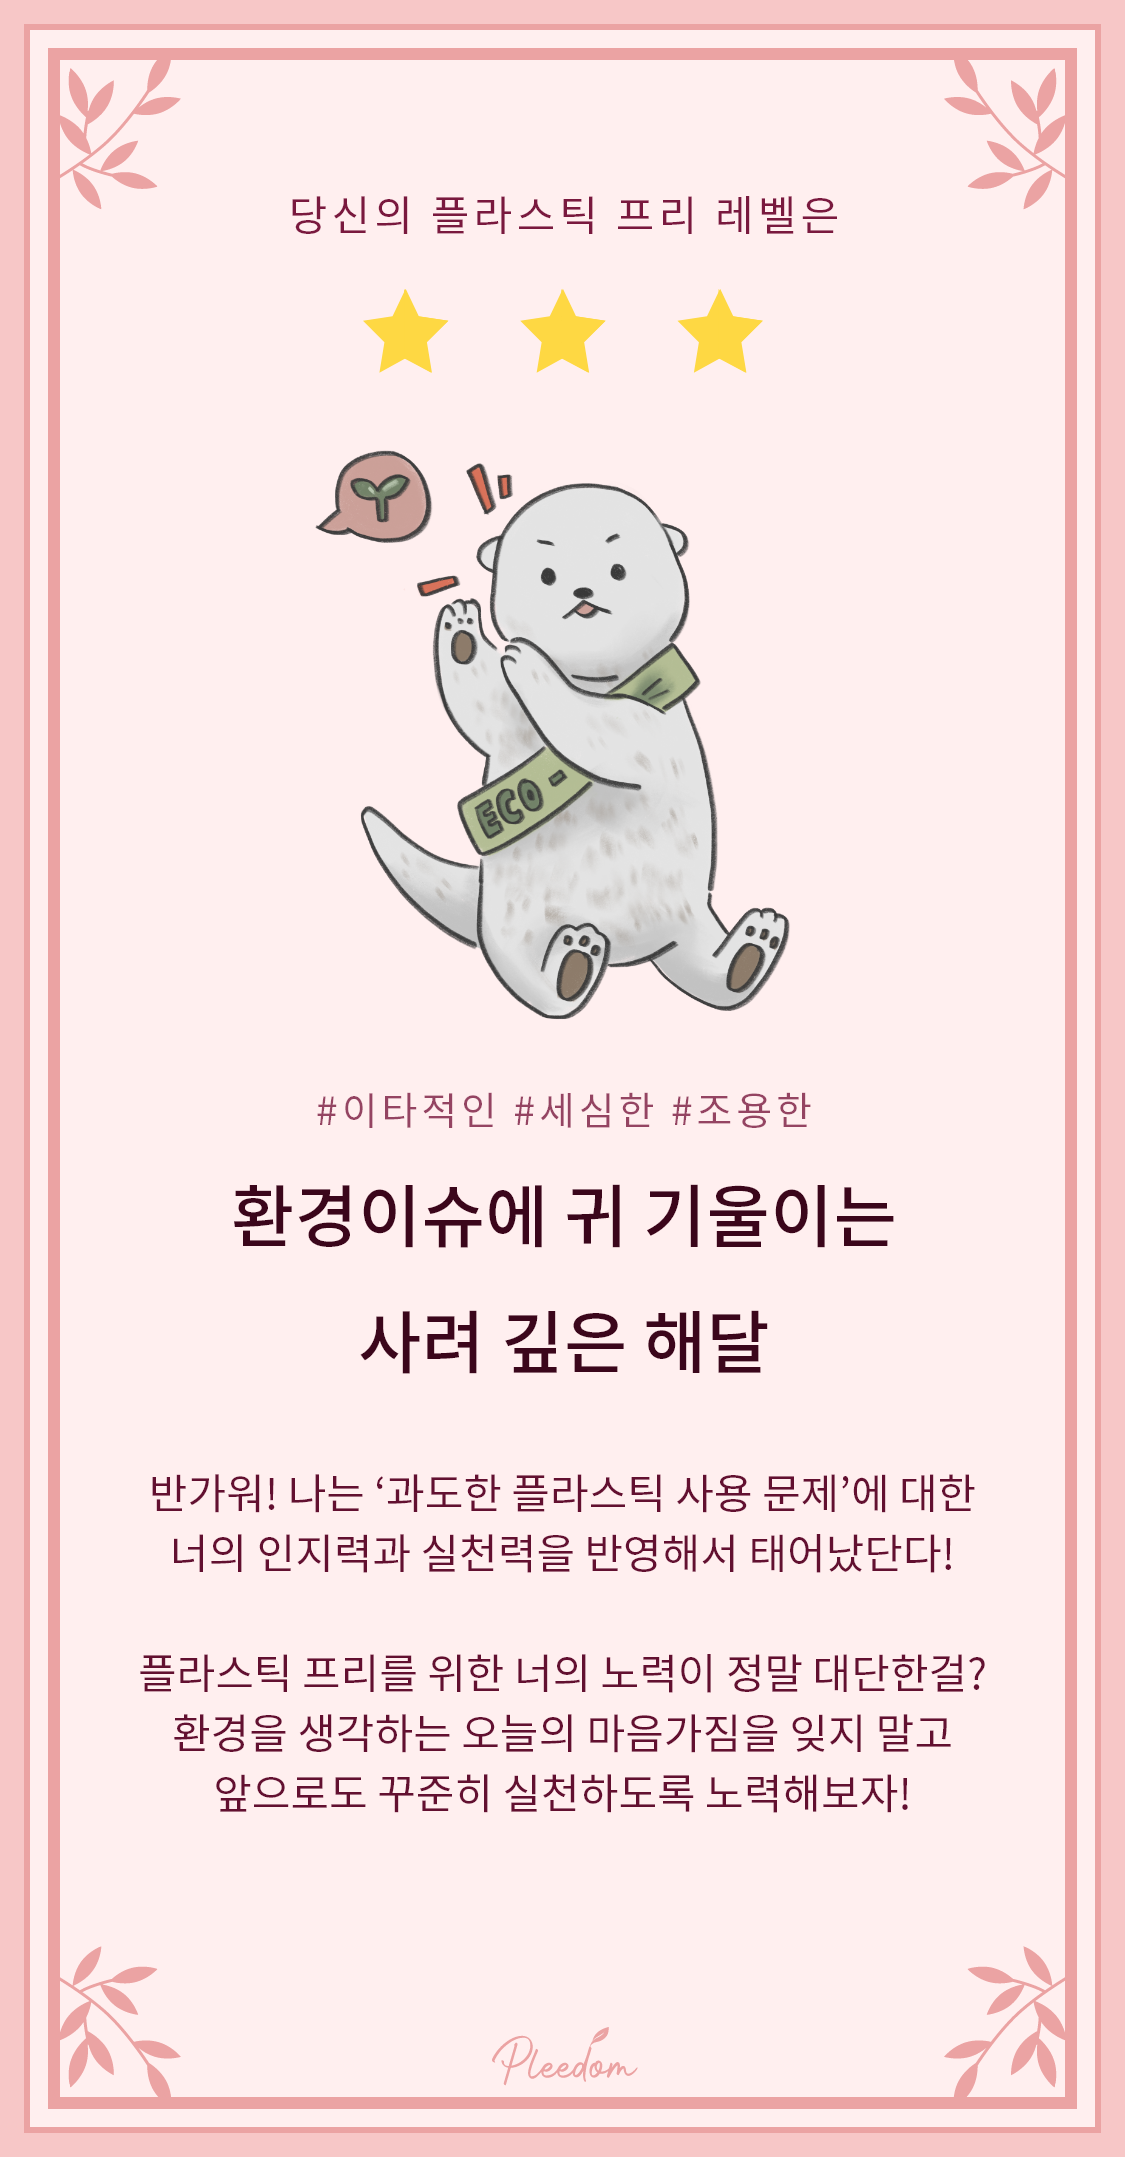 당신의 플라스틱 프리 레벨은
ECO -
#이타적인 #세심한 #조용한
환경이슈에 귀 기울이는
사려 깊은 해달
반가워! 나는 ‘과도한 플라스틱 사용 문제’에 대한
너의 인지력과 실천력을 반영해서 태어났단다!
플라스틱 프리를 위한 너의 노력이 정말 대단한걸?
환경을 생각하는 오늘의 마음가짐을 잊지 말고
앞으로도 꾸준히 실천하도록 노력해보자!
Pleedom